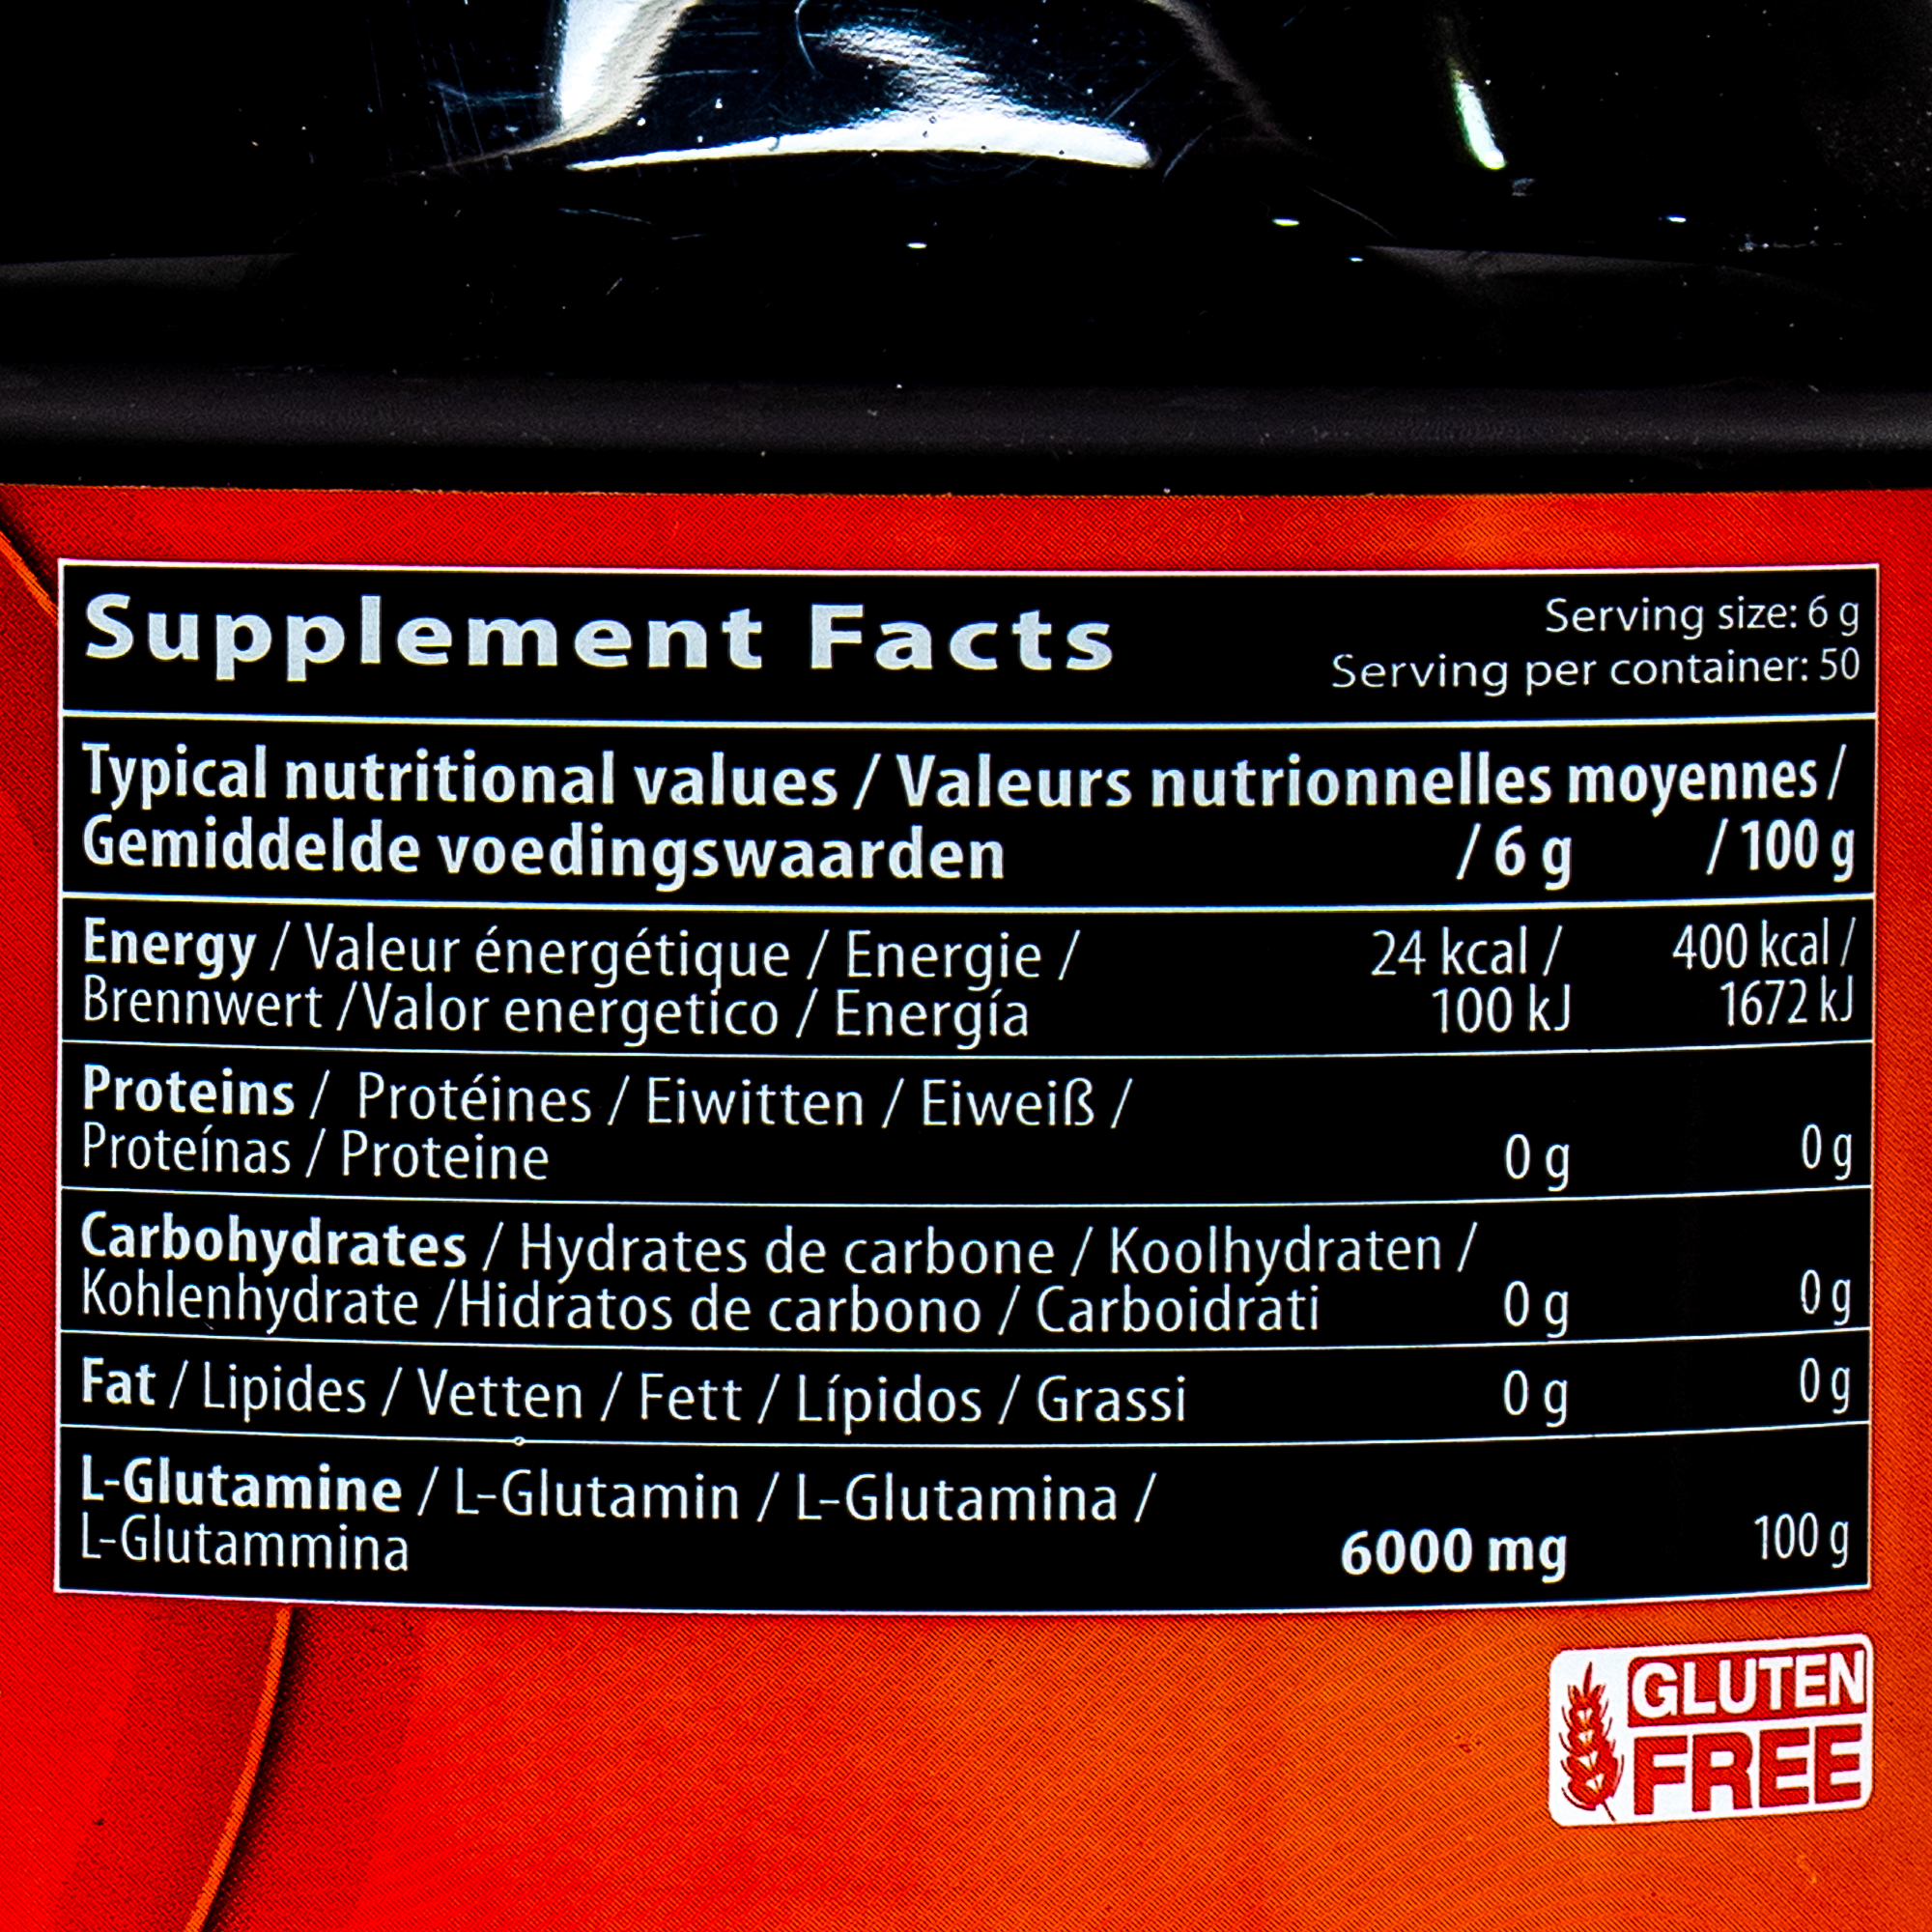 Supplement Facts
Serving size: 6 g
Serving per container: 50
Typical nutritional values / Valeurs nutrionnelles moyennes /
Gemiddelde voedingswaarden / 6 g / 100 g
Energy / Valeur énergétique / Energie / 24 kcal / 400 kcal /
Brennwert /Valor energetico / Energía 100 kJ 1672 kJ
Proteins / Protéines / Eiwitten / Eiweiß /
Proteínas / Proteine 0 g 0 g
Carbohydrates / Hydrates de carbone / Koolhydraten /
Kohlenhydrate /Hidratos de carbono / Carboidrati 0 g 0 g
Fat / Lipides / Vetten / Fett / Lípidos / Grassi 0 g 0 g
L-Glutamine / L-Glutamin / L-Glutamina /
L-Glutammina 6000 mg 100 g
GLUTEN
FREE